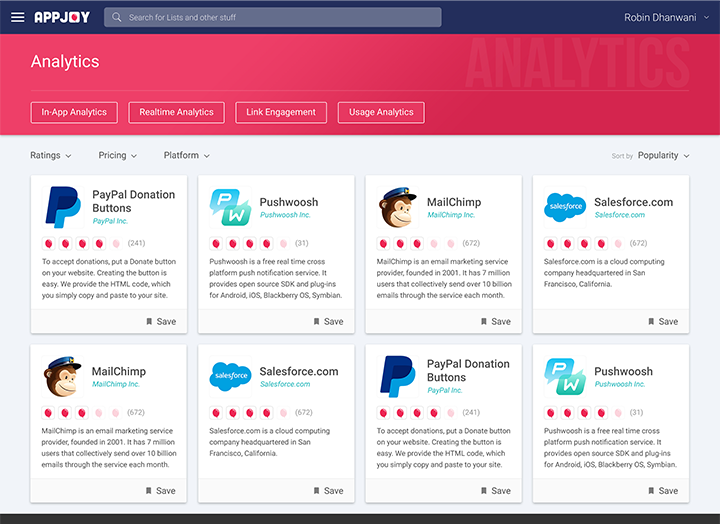 APPJOY
Search for Lists and other stuff
Robin Dhanwani
Analytics
ANALYTICS
In-App Analytics
Realtime Analytics
Link Engagement
Usage Analytics
Ratings
Pricing
Platform
Sort by Popularity
PayPal Donation
Buttons
PayPal Inc.
(241)
To accept donations, put a Donate button
on your website. Creating the button is
easy. We provide the HTML code, which
you simply copy and paste to your site.
Save
P W
Pushwoosh
Pushwoosh Inc.
(31)
Pushwoosh is a free real time cross
platform push notification service. It
provides open source SDK and plug-ins
for Android, iOS, Blackberry OS, Symbian.
Save
MailChimp
MailChimp Inc.
(672)
MailChimp is an email marketing service
provider, founded in 2001. It has 7 million
users that collectively send over 10 billion
emails through the service each month.
Save
salesforce
Salesforce.com
Salesforce.com
(672)
Salesforce.com is a cloud computing
company headquartered in San
Francisco, California.
Save
MailChimp
MailChimp Inc.
(672)
MailChimp is an email marketing service
provider, founded in 2001. It has 7 million
users that collectively send over 10 billion
emails through the service each month.
Save
salesforce
Salesforce.com
Salesforce.com
(672)
Salesforce.com is a cloud computing
company headquartered in San
Francisco, California.
Save
PayPal Donation
Buttons
PayPal Inc.
(241)
To accept donations, put a Donate button
on your website. Creating the button is
easy. We provide the HTML code, which
you simply copy and paste to your site.
Save
P W
Pushwoosh
Pushwoosh Inc.
(31)
Pushwoosh is a free real time cross
platform push notification service. It
provides open source SDK and plug-ins
for Android, iOS, Blackberry OS, Symbian.
Save